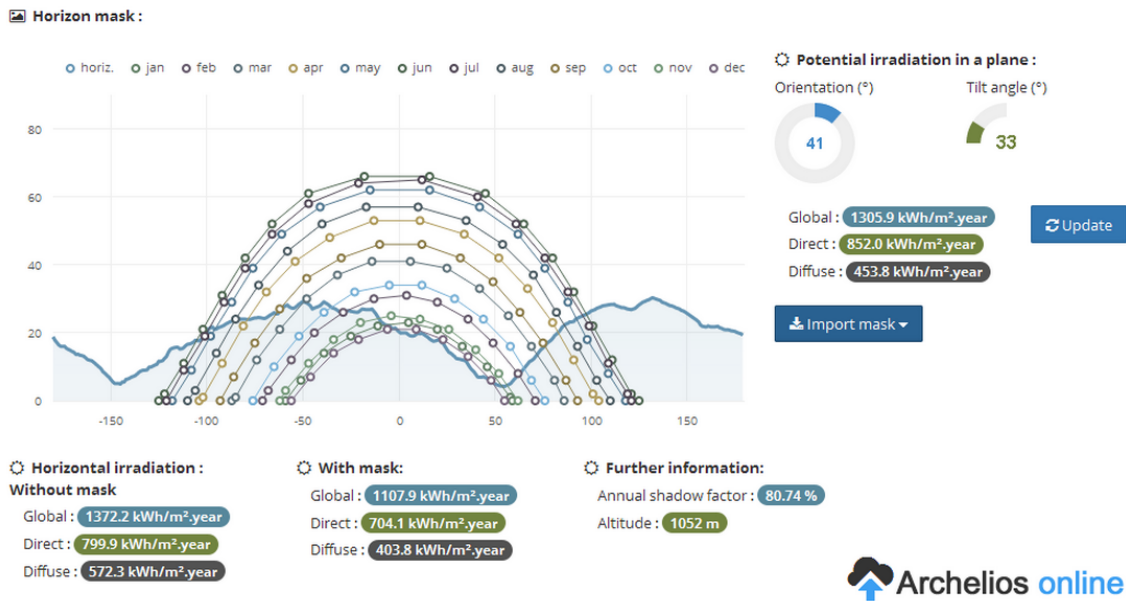 Horizon mask :
horiz. jan feb mar apr may jun jul aug sep oct nov dec
80
60
40
20
0
-150 -100 -50 0 50 100 150
Potential irradiation in a plane :
Orientation (°) Tilt angle (°)
41 33
Global : 1305.9 kWh/m².year
Direct : 852.0 kWh/m².year
Diffuse : 453.8 kWh/m².year
Update
Import mask
Horizontal irradiation :
Without mask
Global : 1372.2 kWh/m².year
Direct : 799.9 kWh/m².year
Diffuse : 572.3 kWh/m².year
With mask:
Global : 1107.9 kWh/m².year
Direct : 704.1 kWh/m².year
Diffuse : 403.8 kWh/m².year
Further information:
Annual shadow factor : 80.74 %
Altitude : 1052 m
Archelios online